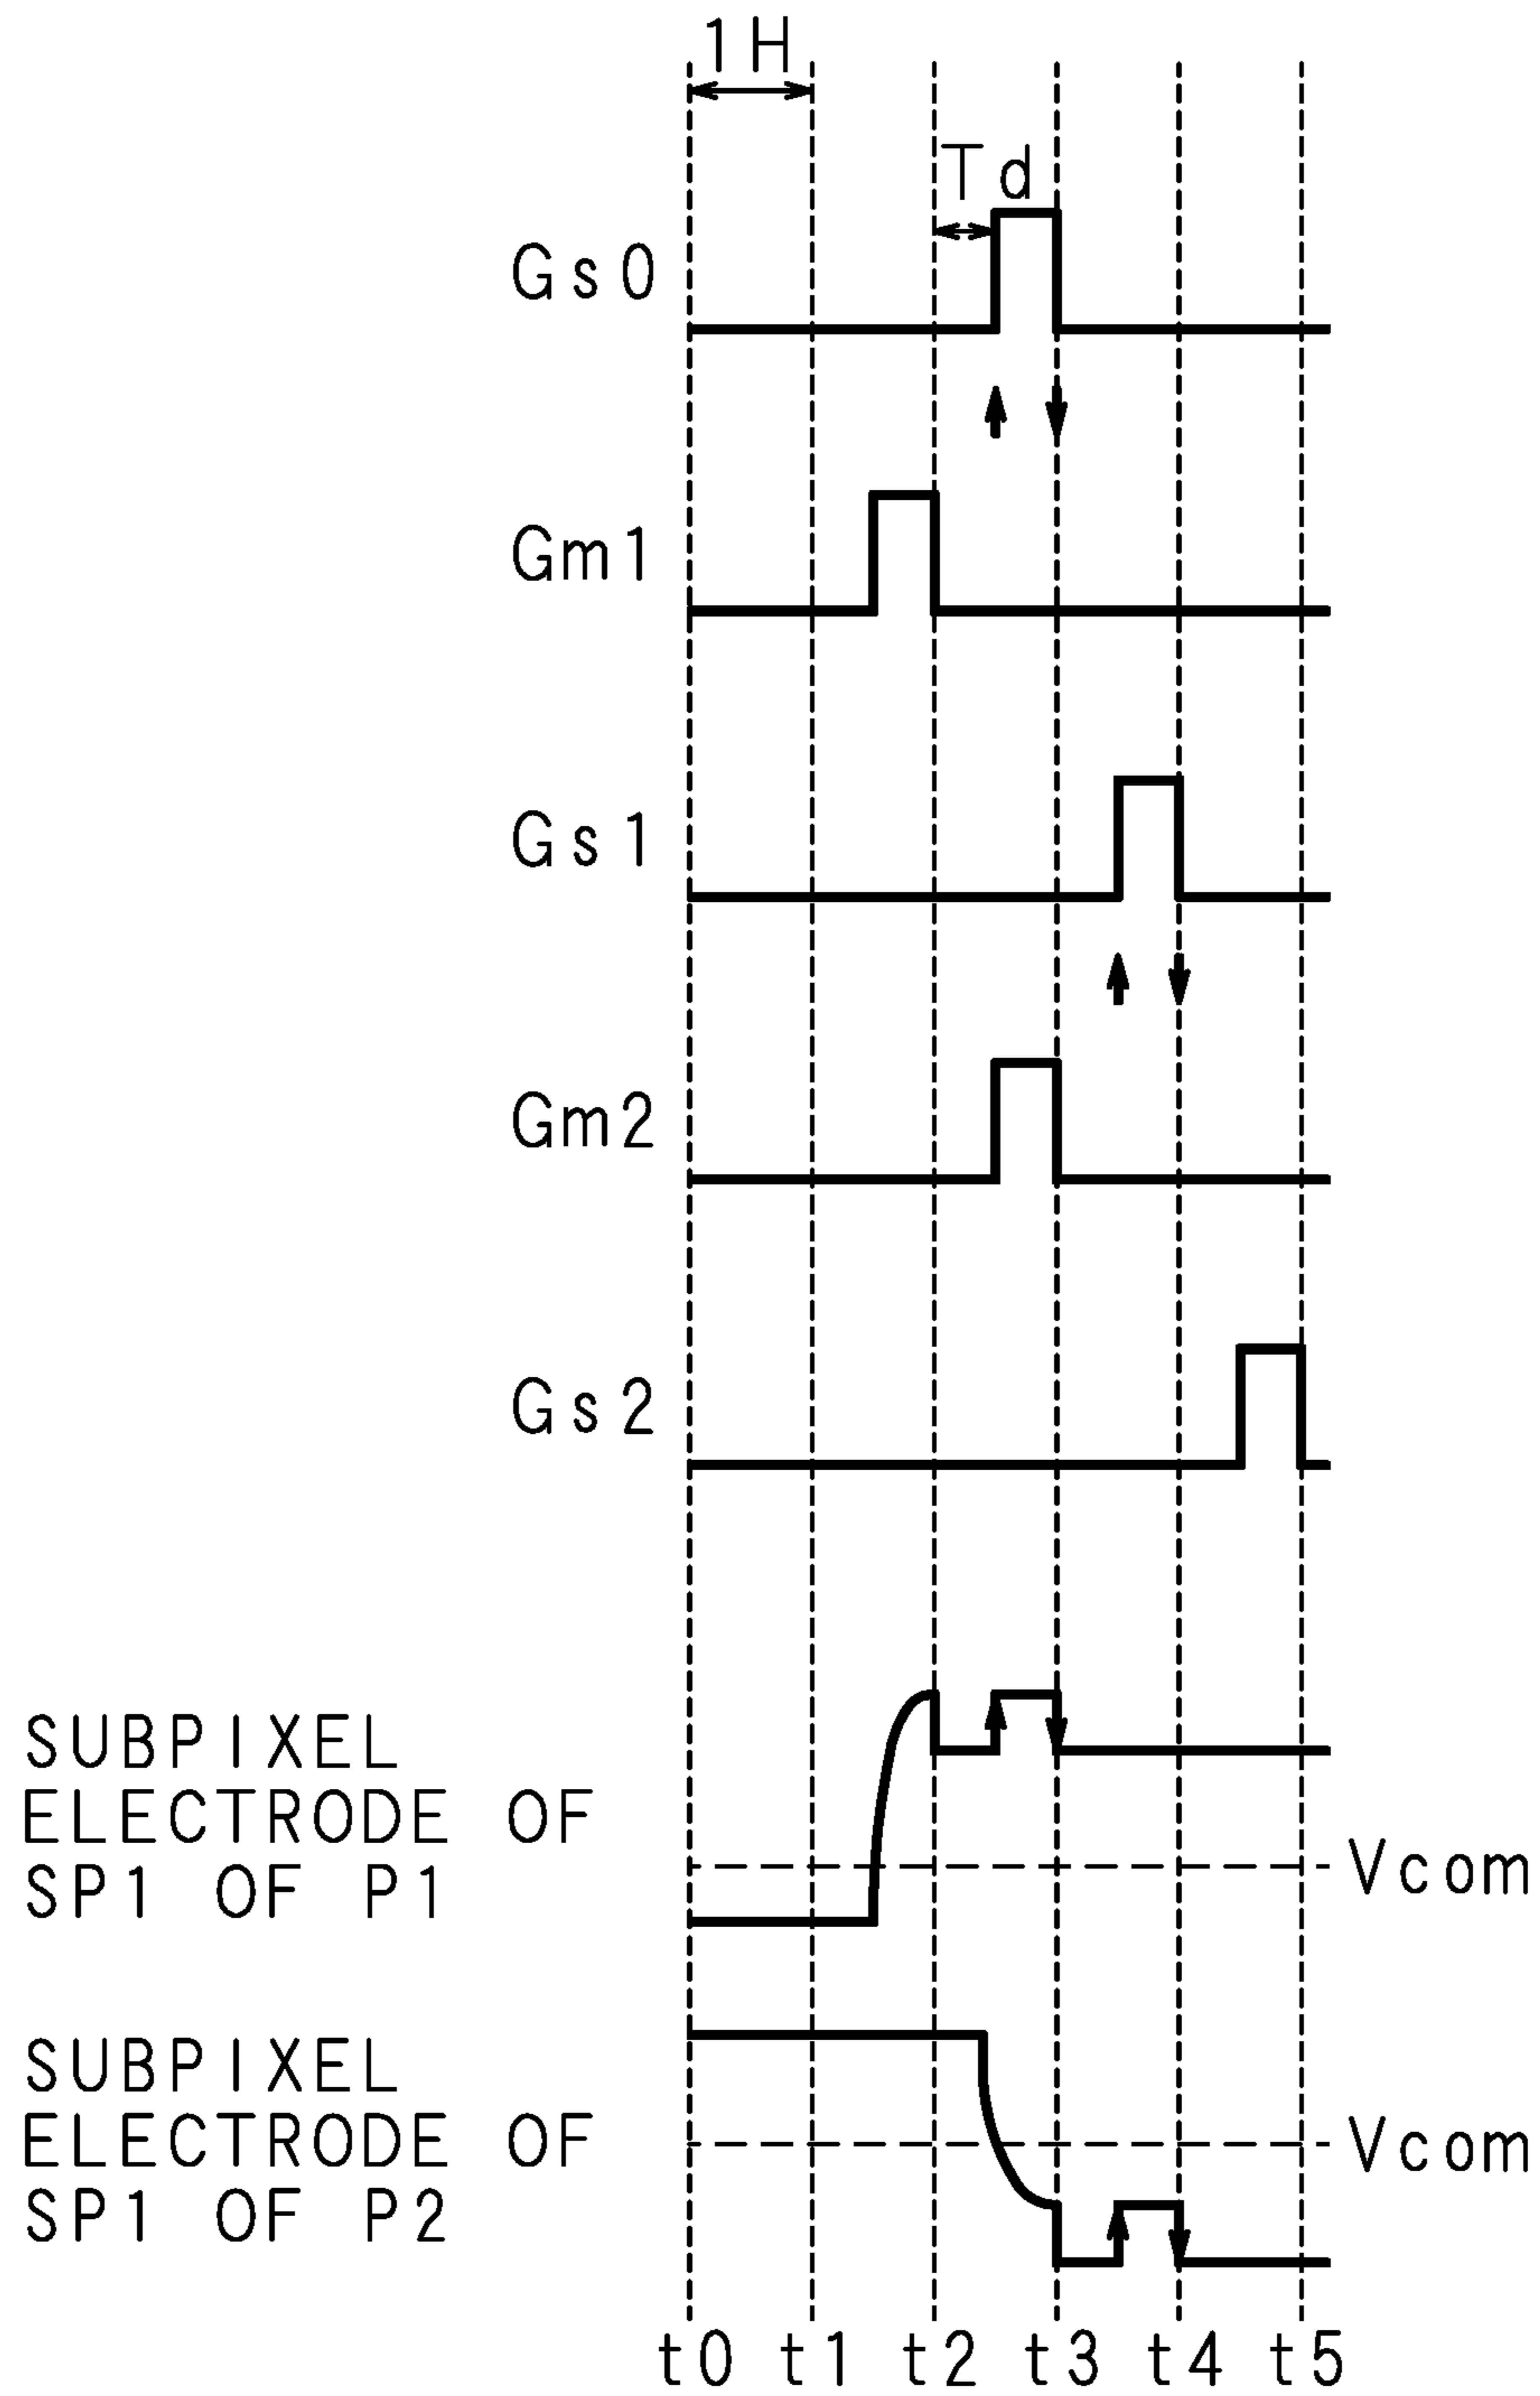 1H
Td
Gs0
Gm1
Gs1
Gm2
Gs2
SUBPIXEL
ELECTRODE OF
SP1 OF P1
Vcom
SUBPIXEL
ELECTRODE OF
SP1 OF P2
Vcom
t0 t1 t2 t3 t4 t5